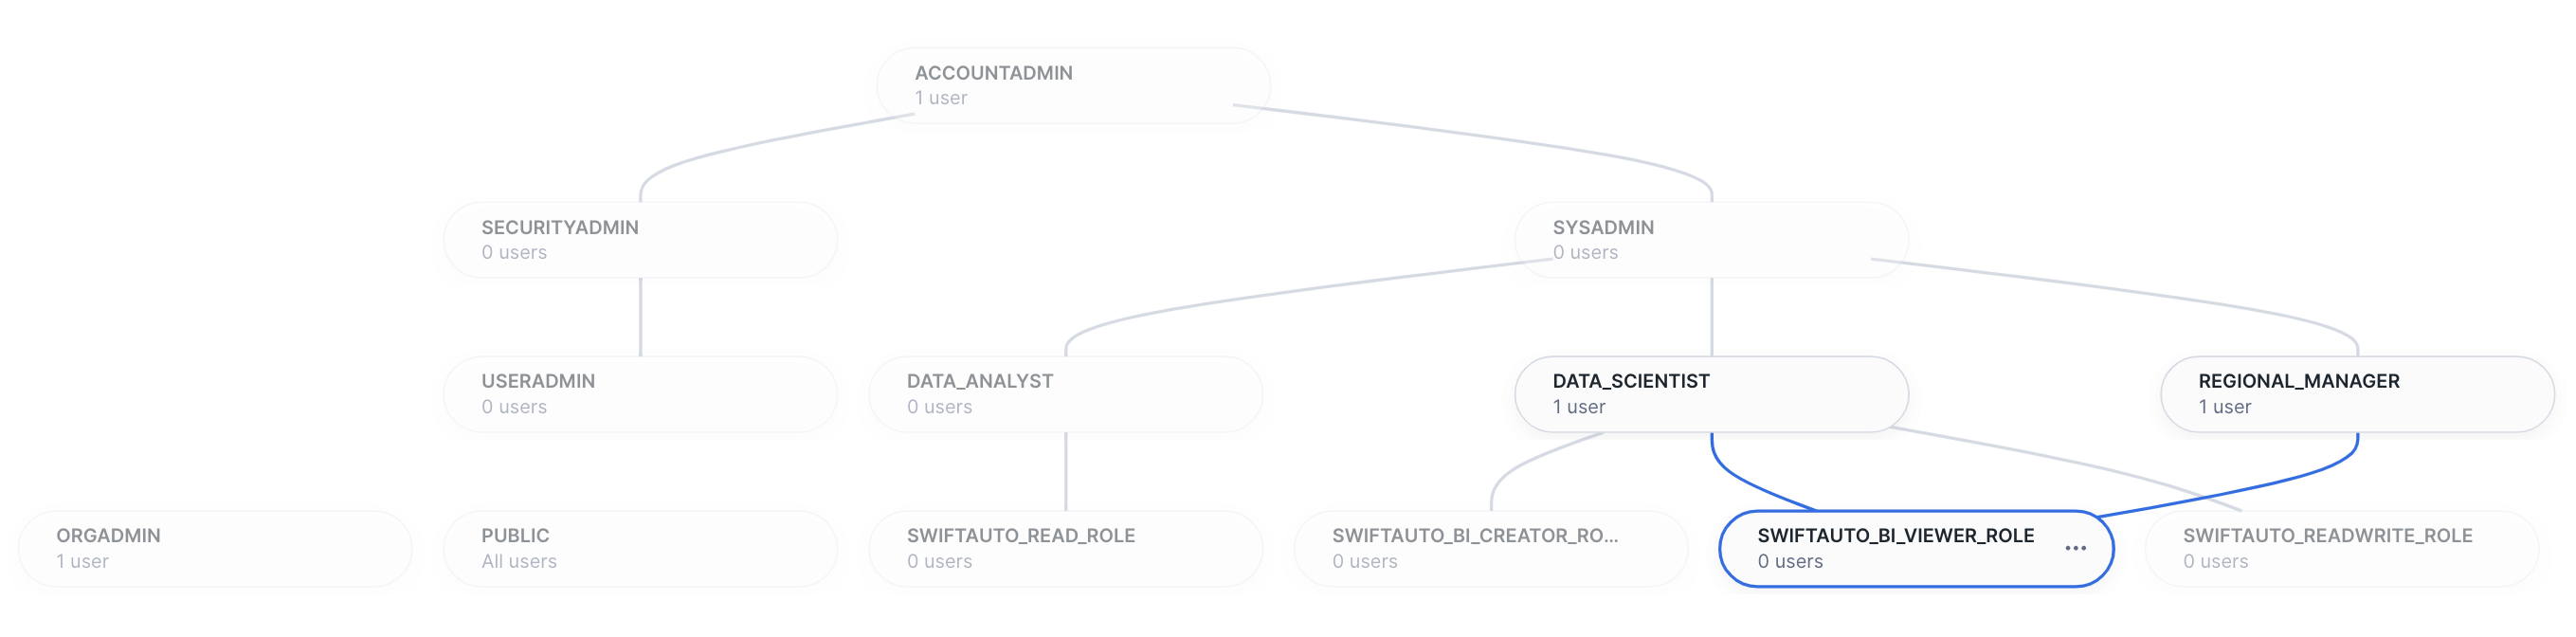 ACCOUNTADMIN
1 user
SECURITYADMIN
0 users
SYSADMIN
0 users
USERADMIN
0 users
DATA_ANALYST
0 users
DATA_SCIENTIST
1 user
REGIONAL_MANAGER
1 user
ORGADMIN
1 user
PUBLIC
All users
SWIFTAUTO_READ_ROLE
0 users
SWIFTAUTO_BI_CREATOR_RO...
0 users
SWIFTAUTO_BI_VIEWER_ROLE
0 users
SWIFTAUTO_READWRITE_ROLE
0 users